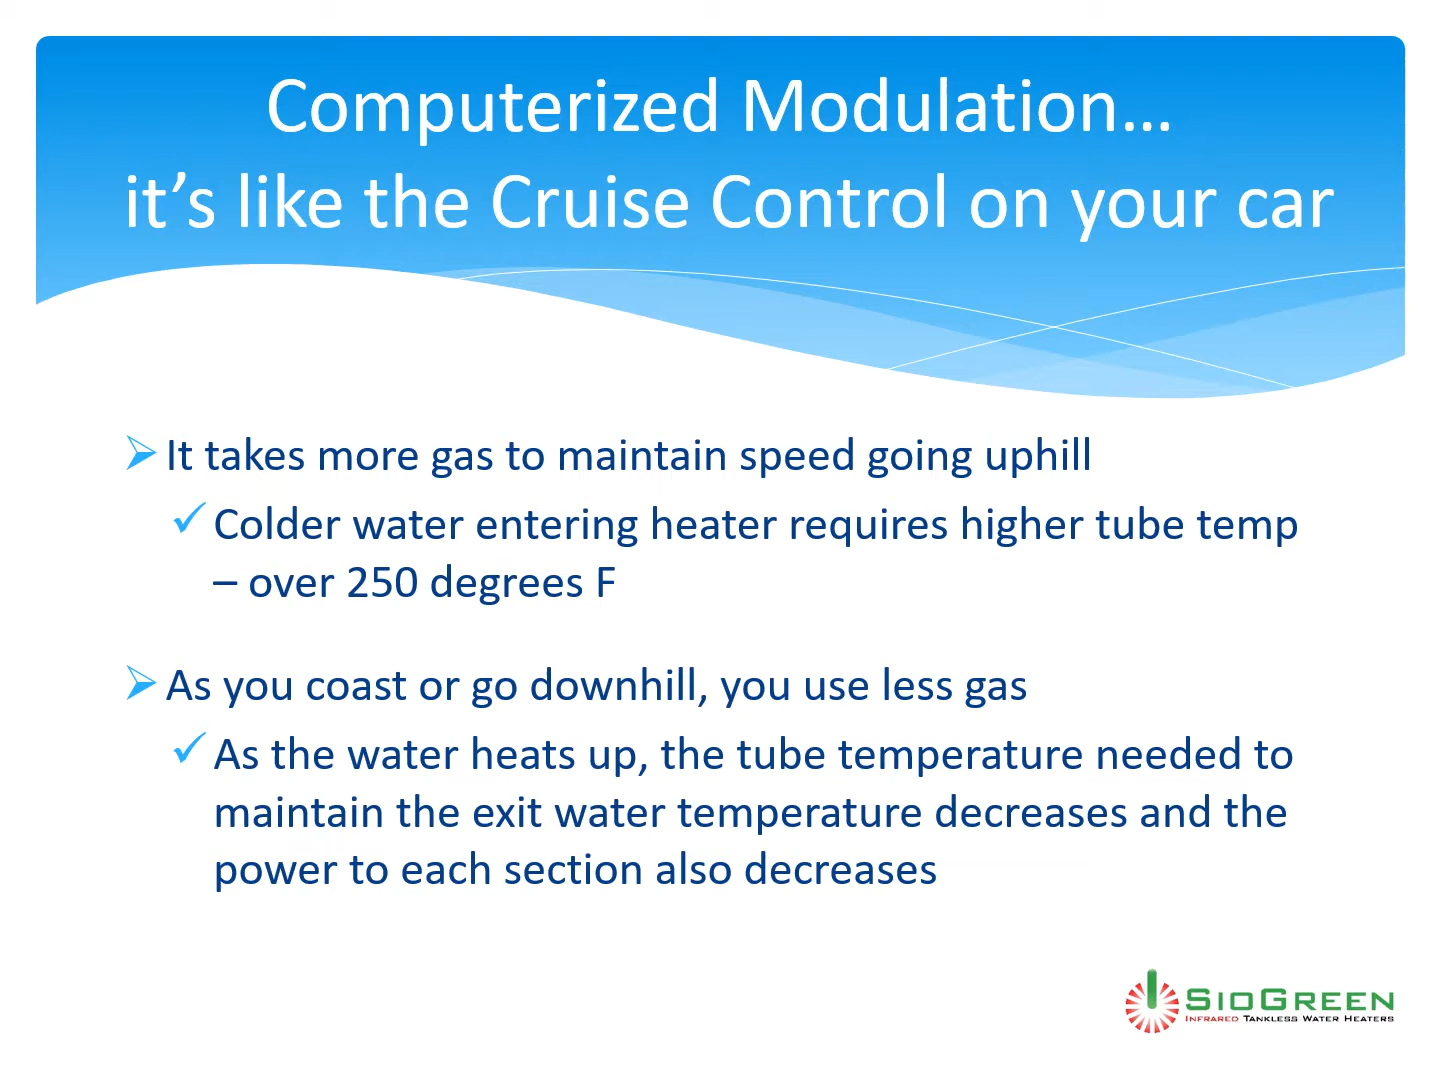 Computerized Modulation…
it’s like the Cruise Control on your car
It takes more gas to maintain speed going uphill
Colder water entering heater requires higher tube temp
– over 250 degrees F
As you coast or go downhill, you use less gas
As the water heats up, the tube temperature needed to
maintain the exit water temperature decreases and the
power to each section also decreases
SioGreen
Infrared Tankless Water Heaters